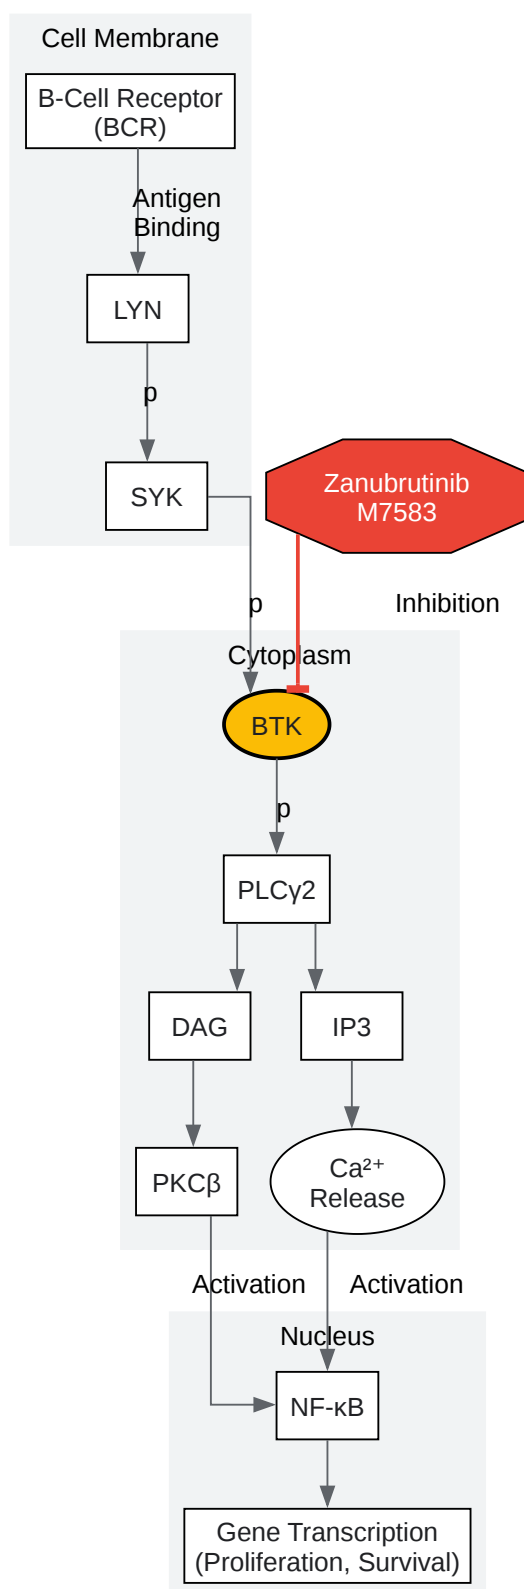 Cell Membrane
B-Cell Receptor
(BCR)
Antigen
Binding
LYN
p
SYK
Zanubrutinib
M7583
p
Inhibition
Cytoplasm
BTK
p
PLCγ2
DAG
IP3
PKCβ
Ca²⁺
Release
Activation
Activation
Nucleus
NF-κB
Gene Transcription
(Proliferation, Survival)